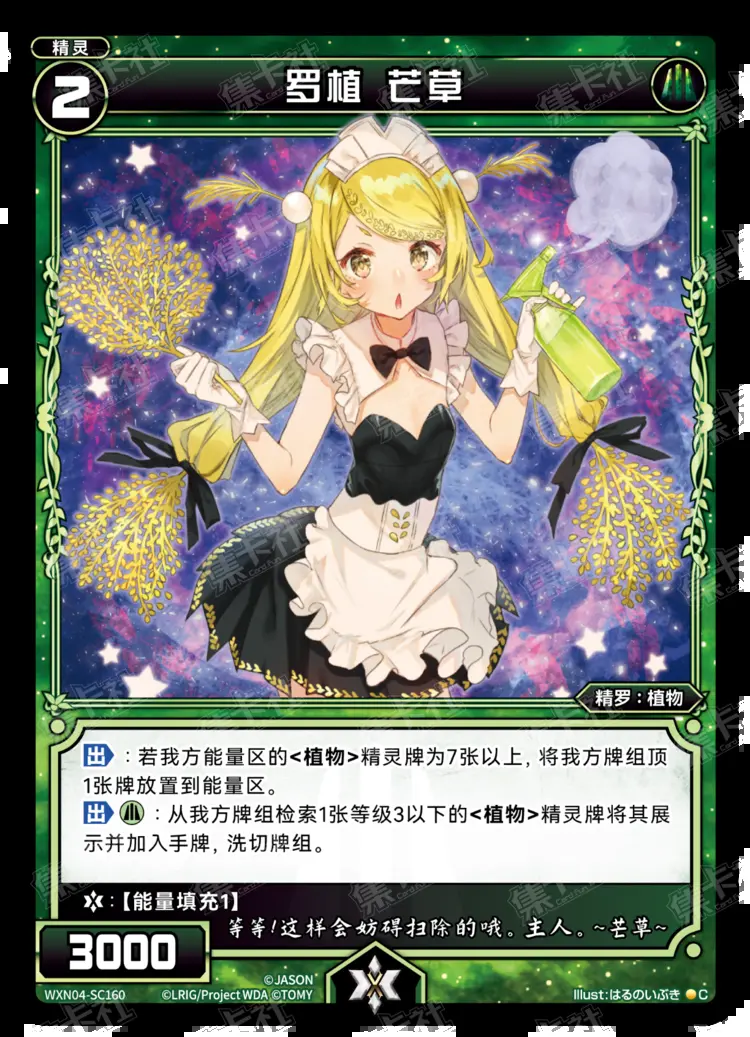 精灵
2
罗植 芒草
精罗：植物
出：若我方能量区的<植物>精灵牌为7张以上，将我方牌组顶
1张牌放置到能量区。
出：从我方牌组检索1张等级3以下的<植物>精灵牌将其展
示并加入手牌，洗切牌组。
：【能量填充1】
等等！这样会妨碍扫除的哦。主人。~芒草~
3000
©JASON
WXN04-SC160 ©LRIG/Project WDA ©TOMY
Illust:はるのいぶき C
集卡社